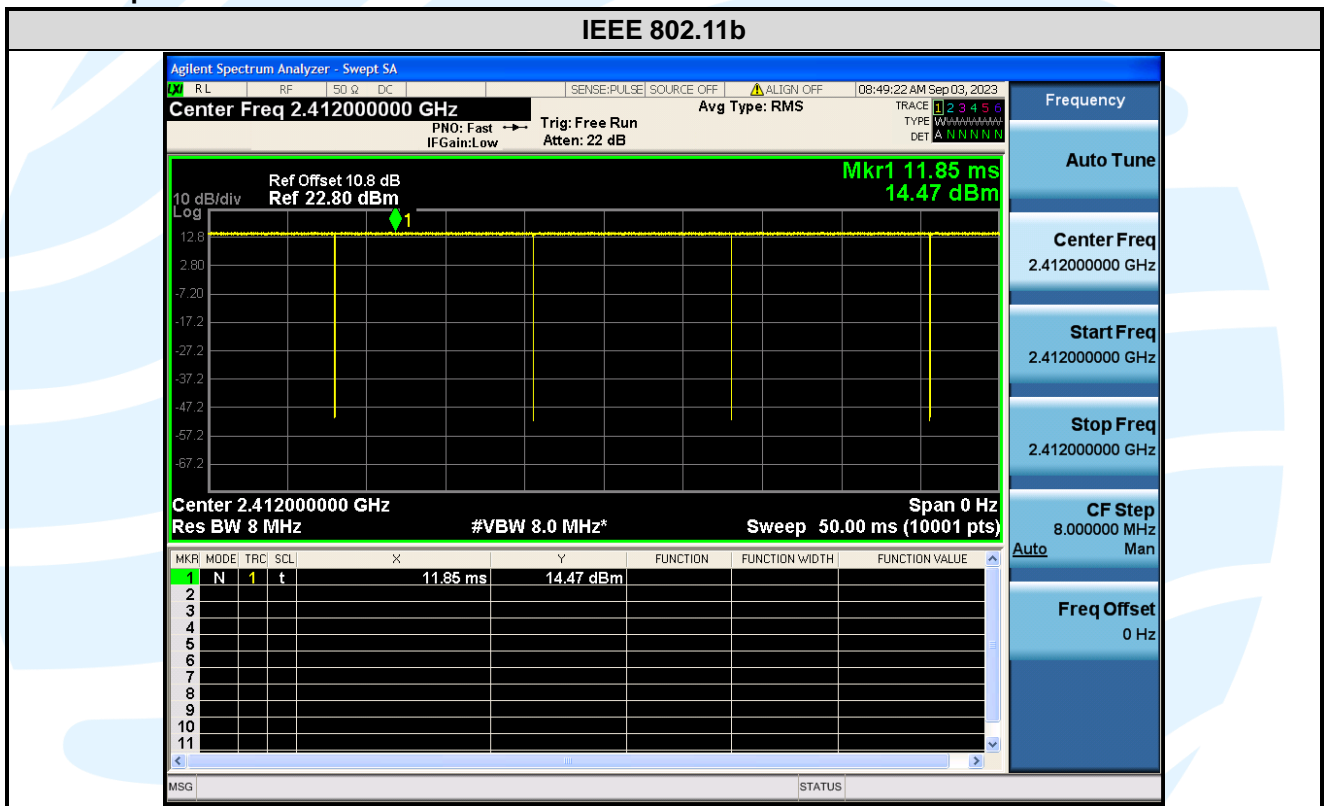 IEEE 802.11b
Agilent Spectrum Analyzer - Swept SA
LXI RL RF 50 Ω DC SENSE:PULSE SOURCE OFF ALIGN OFF 08:49:22 AM Sep 03, 2023
Center Freq 2.412000000 GHz
PNO: Fast
IFGain:Low
Trig: Free Run
Atten: 22 dB
Avg Type: RMS
TRACE 1 2 3 4 5 6
TYPE
DET A N N N N N
Mkr1 11.85 ms
14.47 dBm
Ref Offset 10.8 dB
10 dB/div Ref 22.80 dBm
Log
1
12.8
2.80
-7.20
-17.2
-27.2
-37.2
-47.2
-57.2
-67.2
Center 2.412000000 GHz Span 0 Hz
Res BW 8 MHz #VBW 8.0 MHz* Sweep 50.00 ms (10001 pts)
MKR MODE TRC SCL X Y FUNCTION FUNCTION WIDTH FUNCTION VALUE
1 N 1 t 11.85 ms 14.47 dBm
2
3
4
5
6
7
8
9
10
11
MSG STATUS
Frequency
Auto Tune
Center Freq
2.412000000 GHz
Start Freq
2.412000000 GHz
Stop Freq
2.412000000 GHz
CF Step
8.000000 MHz
Auto Man
Freq Offset
0 Hz